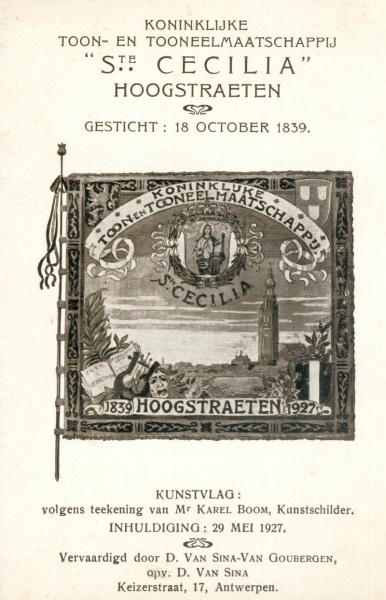 KONINKLIJKE
TOON- EN TOONEELMAATSCHAPPIJ
"STE CECILIA"
HOOGSTRAETEN
GESTICHT: 18 OCTOBER 1839.
KONINKLIJKE
TOON EN TOONEELMAATSCHAPPIJ
STE CECILIA
1839 HOOGSTRAETEN 1927
KUNSTVLAG:
volgens teekening van Mr KAREL BOOM, Kunstschilder.
INHULDIGING: 29 MEI 1927.
Vervaardigd door D. VAN SINA-VAN GOUBERGEN,
opv. D. VAN SINA
Keizerstraat, 17, Antwerpen.